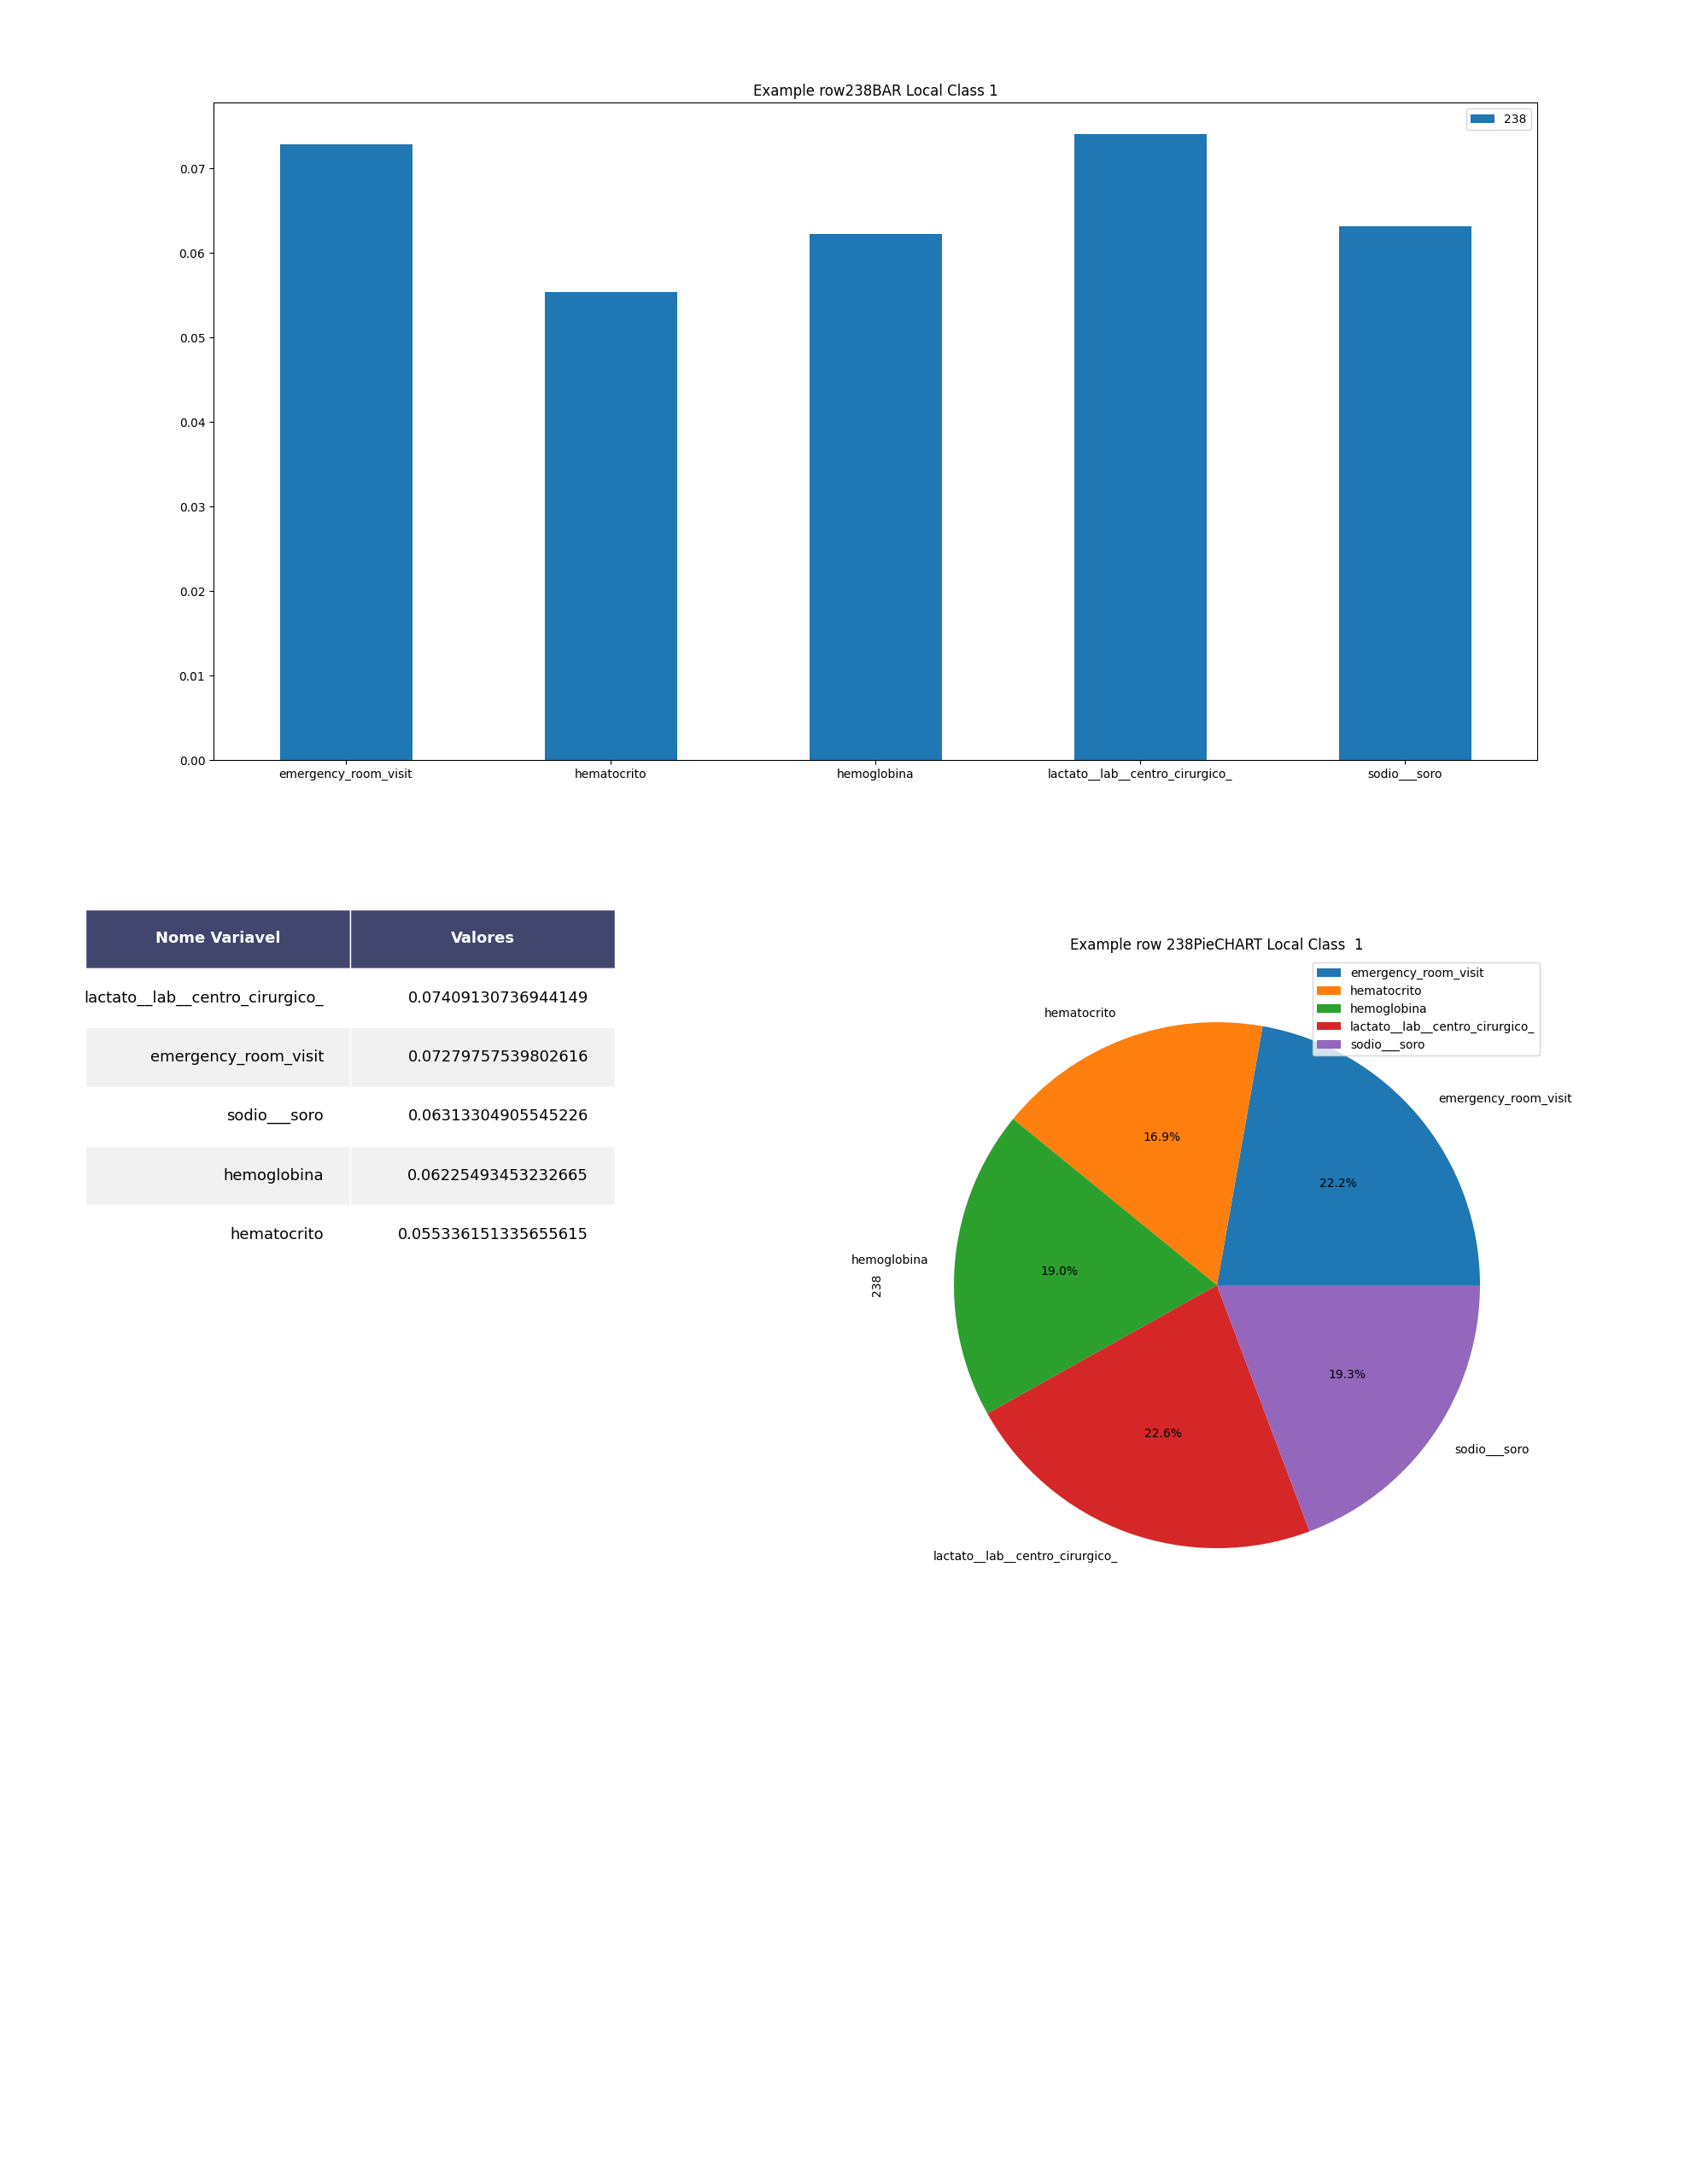 Example row238BAR Local Class 1
238
0.07
0.06
0.05
0.04
0.03
0.02
0.01
0.00
emergency_room_visit
hematocrito
hemoglobina
lactato__lab__centro_cirurgico_
sodio___soro
Nome Variavel Valores
lactato__lab__centro_cirurgico_ 0.07409130736944149
emergency_room_visit 0.07279757539802616
sodio___soro 0.06313304905545226
hemoglobina 0.06225493453232665
hematocrito 0.055336151335655615
Example row 238PieCHART Local Class  1
emergency_room_visit
hematocrito
hemoglobina
lactato__lab__centro_cirurgico_
sodio___soro
hematocrito
emergency_room_visit
16.9%
22.2%
hemoglobina
19.0%
238
19.3%
22.6%
sodio___soro
lactato__lab__centro_cirurgico_